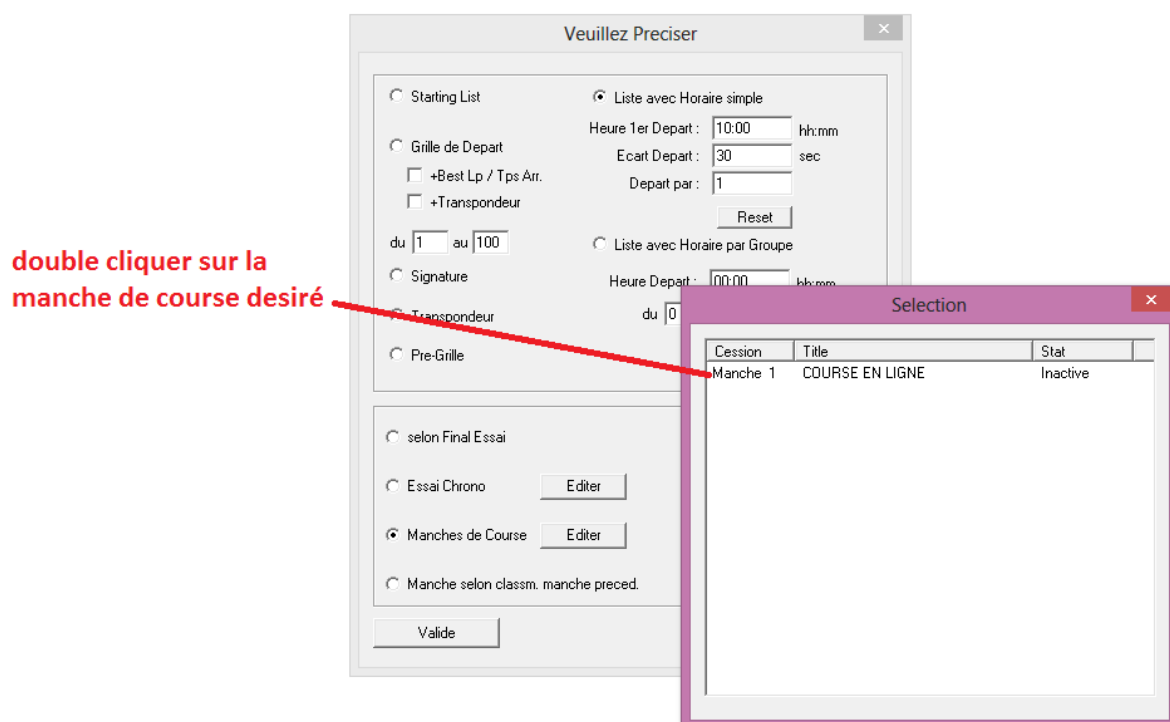 Veuillez Preciser
Starting List
Liste avec Horaire simple
Heure 1er Depart : 10:00 hh:mm
Grille de Depart
Ecart Depart : 30 sec
+Best Lp / Tps Arr.
Depart par : 1
+Transpondeur
Reset
du 1 au 100
Liste avec Horaire par Groupe
double cliquer sur la
manche de course desiré
Signature
Heure Depart : 00:00 hh:mm
Transpondeur
du 0
Pre-Grille
Selection
Cession Title Stat
Manche 1 COURSE EN LIGNE Inactive
selon Final Essai
Essai Chrono Editer
Manches de Course Editer
Manche selon classm. manche preced.
Valide